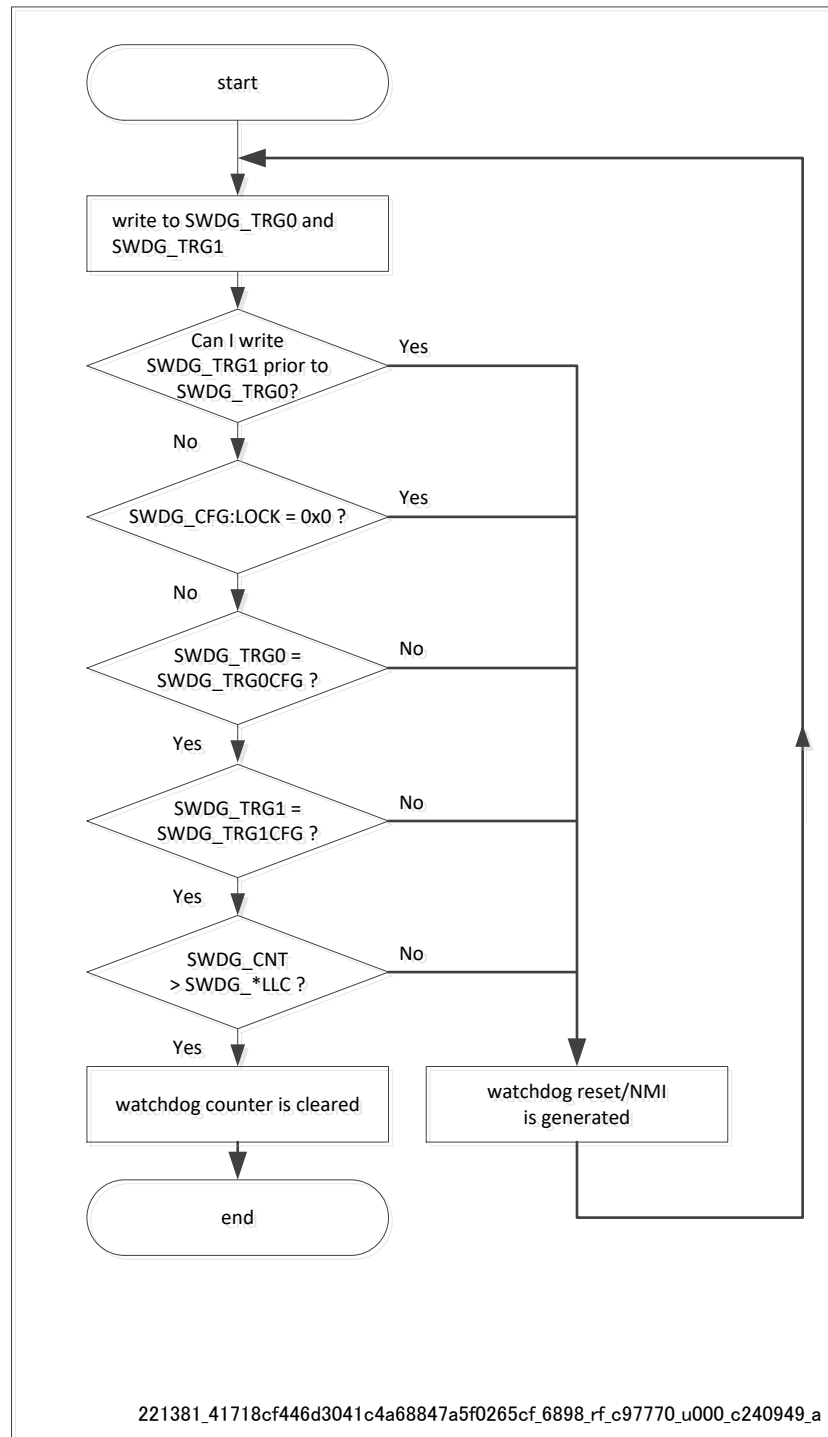 start
write to SWDG_TRG0 and
SWDG_TRG1
Can I write
SWDG_TRG1 prior to
SWDG_TRG0?
Yes
No
SWDG_CFG:LOCK = 0x0 ?
Yes
No
SWDG_TRG0 =
SWDG_TRG0CFG ?
No
Yes
SWDG_TRG1 =
SWDG_TRG1CFG ?
No
Yes
SWDG_CNT
> SWDG_*LLC ?
No
Yes
watchdog counter is cleared
watchdog reset/NMI
is generated
end
221381_41718cf446d3041c4a68847a5f0265cf_6898_rf_c97770_u000_c240949_a